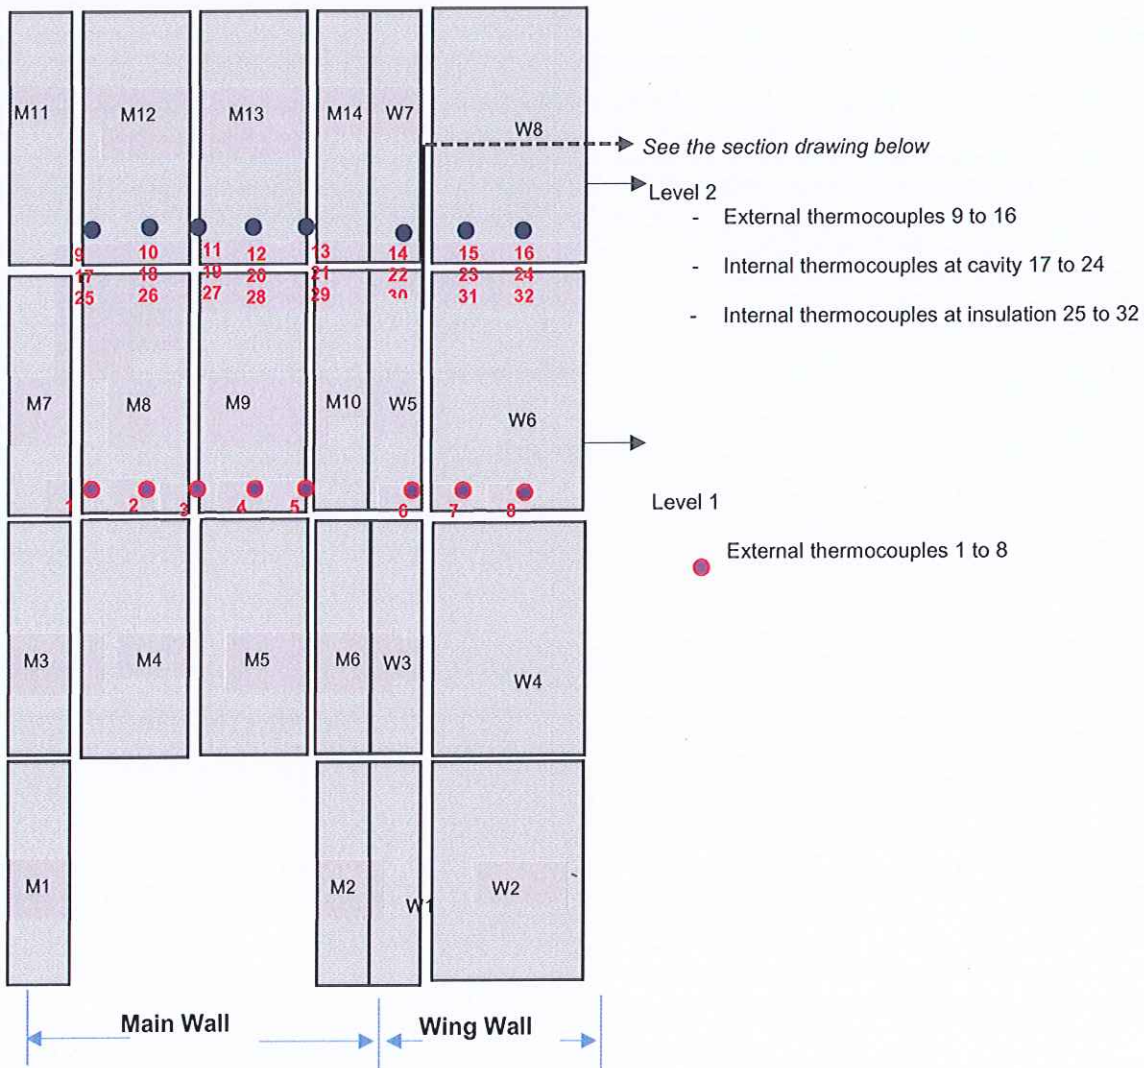 M11 M12 M13 M14 W7 W8
See the section drawing below
Level 2
- External thermocouples 9 to 16
- Internal thermocouples at cavity 17 to 24
- Internal thermocouples at insulation 25 to 32
9 10 11 12 13 14 15 16
17 18 19 20 21 22 23 24
25 26 27 28 29 30 31 32
M7 M8 M9 M10 W5 W6
1 2 3 4 5 6 7 8
Level 1
External thermocouples 1 to 8
M3 M4 M5 M6 W3 W4
M1 M2 W1 W2
Main Wall Wing Wall